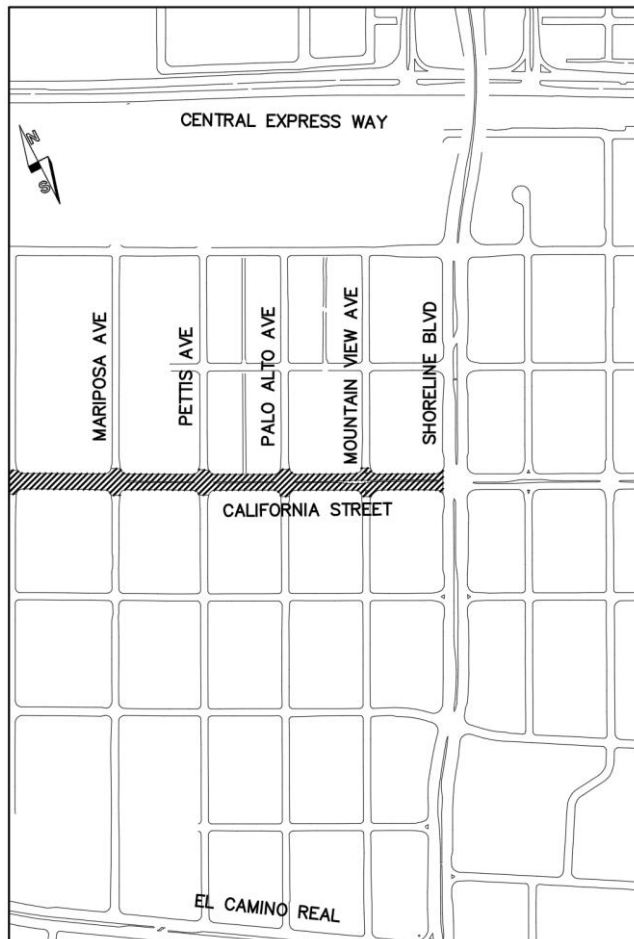 CENTRAL EXPRESS WAY
N
S
MARIPOSA AVE
PETTIS AVE
PALO ALTO AVE
MOUNTAIN VIEW AVE
SHORELINE BLVD
CALIFORNIA STREET
EL CAMINO REAL